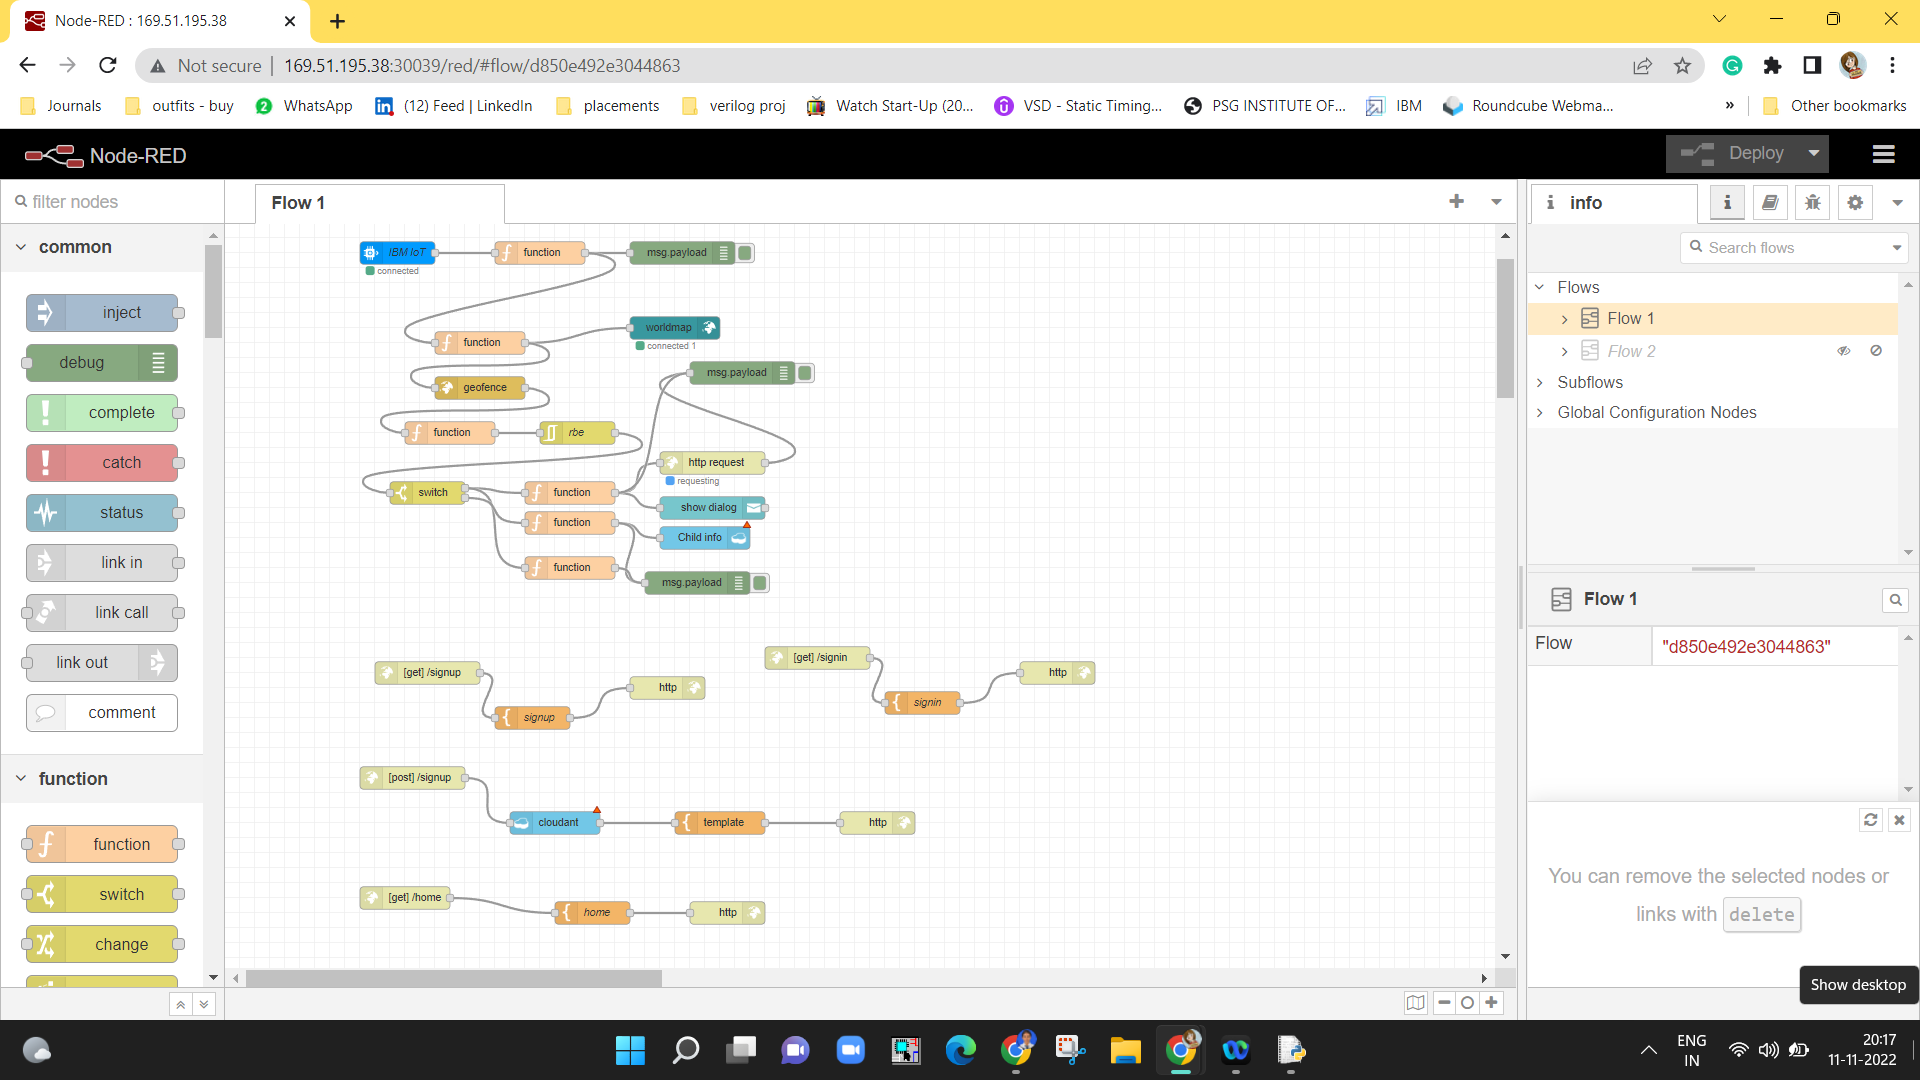 Node-RED : 169.51.195.38
Not secure
169.51.195.38:30039/red/#flow/d850e492e3044863
Journals
outfits - buy
WhatsApp
(12) Feed | LinkedIn
placements
verilog proj
Watch Start-Up (20...
VSD - Static Timing...
PSG INSTITUTE OF...
IBM
Roundcube Webma...
»
Other bookmarks
Node-RED
Deploy
filter nodes
common
inject
debug
complete
catch
status
link in
link call
link out
comment
function
function
switch
change
Flow 1
IBM IoT
connected
function
msg.payload
function
worldmap
connected 1
geofence
msg.payload
function
rbe
http request
requesting
switch
function
show dialog
function
Child info
function
msg.payload
[get] /signup
http
signup
[get] /signin
http
signin
[post] /signup
cloudant
template
http
[get] /home
home
http
info
Search flows
Flows
Flow 1
Flow 2
Subflows
Global Configuration Nodes
Flow 1
Flow
"d850e492e3044863"
You can remove the selected nodes or
links with delete
Show desktop
ENG
IN
20:17
11-11-2022